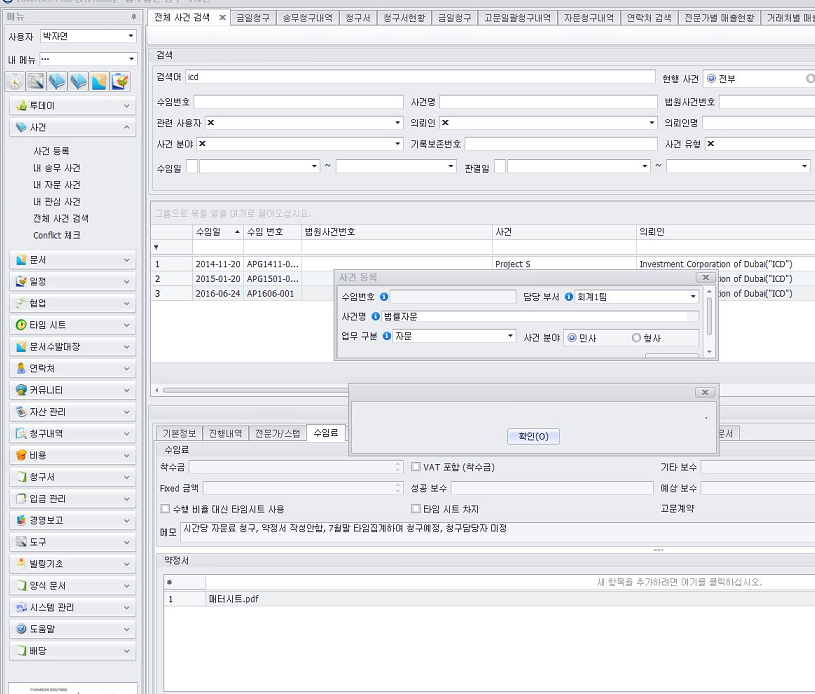 메뉴
사용자 박자연
내 메뉴 ···
투데이
사건
사건 등록
내 송무 사건
내 자문 사건
내 관심 사건
전체 사건 검색
Conflict 체크
문서
일정
협업
타임 시트
문서수발대장
연락처
커뮤니티
자산 관리
청구내역
비용
청구서
입금 관리
경영보고
도구
빌링기초
양식 문서
시스템 관리
도움말
배당
전체 사건 검색 금일청구 송무청구내역 청구서 청구서현황 금일청구 고문일괄청구내역 자문청구내역 연락처 검색 전문가별 매출현황 거래처별 매출
검색
검색어 icd 현행 사건 전부
수임번호 사건명 법원사건번호
관련 사용자 의뢰인 의뢰인명
사건 분야 기록보존번호 사건 유형
수임일 ~ 판결일 ~
그룹으로 묶을 열을 여기로 끌어오십시요.
수임일 수임 번호 법원사건번호 사건 의뢰인
1 2014-11-20 APG1411-0... Project S Investment Corporation of Dubai("ICD")
2 2015-01-20 APG1501-0... on of Dubai("ICD")
3 2016-06-24 AP1606-001 on of Dubai("ICD")
사건 등록
수임번호 담당 부서 회계1팀
사건명 법률자문
업무 구분 자문 사건 분야 민사 형사
.
확인(O)
기본정보 진행내역 전문가/스탭 수임료 문서
수임료
착수금 VAT 포함 (착수금) 기타 보수
Fixed 금액 성공 보수 예상 보수
수행 비율 대신 타임시트 사용 타임 시트 차지 고문계약
메모 시간당 자문료 청구, 약정서 작성안함, 7월말 타임집계하여 청구예정, 청구담당자 미정
약정서
새 항목을 추가하려면 여기를 클릭하십시오.
1 매터시트.pdf